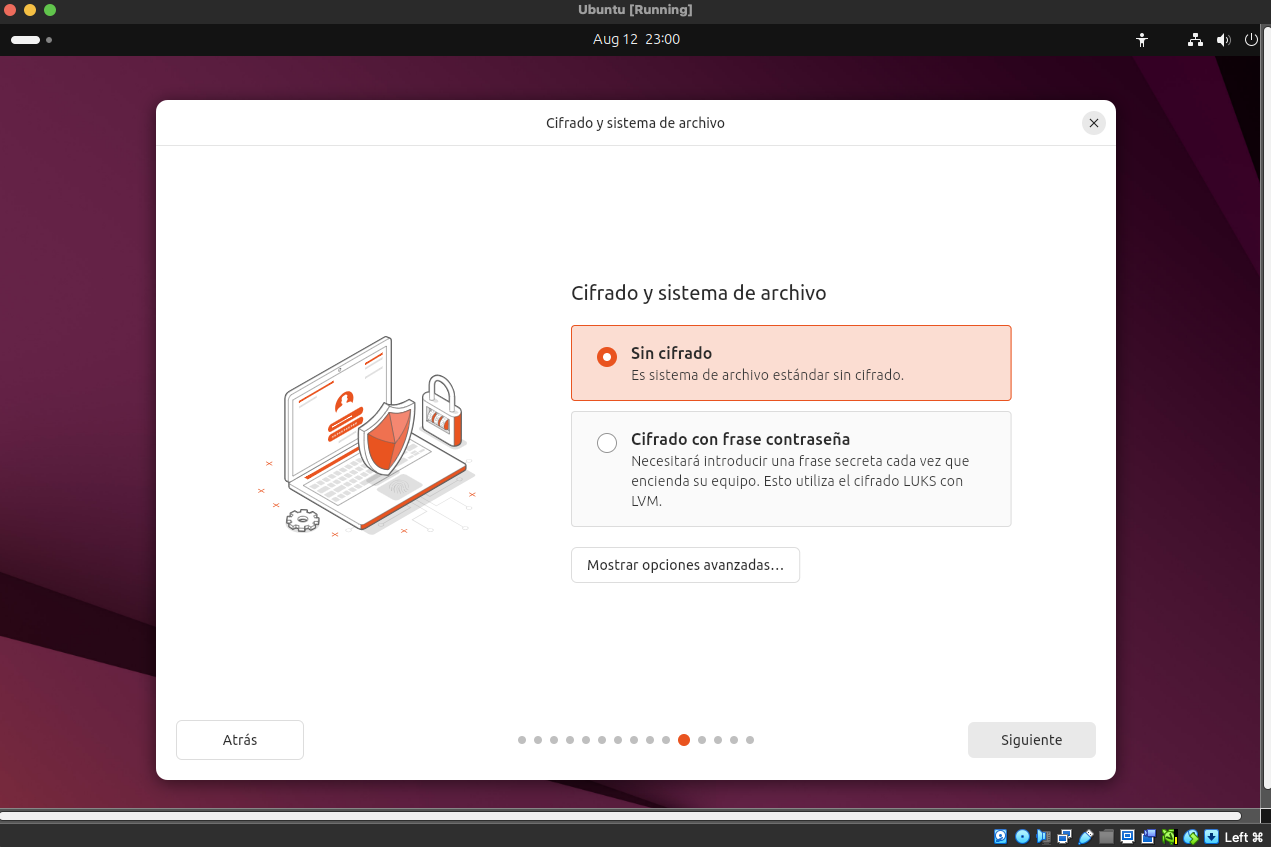 Ubuntu [Running]
Aug 12 23:00
Cifrado y sistema de archivo
Cifrado y sistema de archivo
Sin cifrado
Es sistema de archivo estándar sin cifrado.
Cifrado con frase contraseña
Necesitará introducir una frase secreta cada vez que
encienda su equipo. Esto utiliza el cifrado LUKS con
LVM.
Mostrar opciones avanzadas...
Atrás
Siguiente
Left ⌘